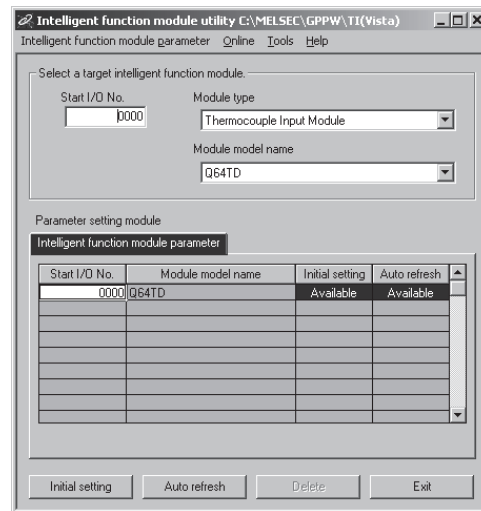 Intelligent function module utility C:\MELSEC\GPPW\TI(Vista)
Intelligent function module parameter Online Tools Help
Select a target intelligent function module.
Start I/O No. Module type
0000 Thermocouple Input Module
Module model name
Q64TD
Parameter setting module
Intelligent function module parameter
Start I/O No. Module model name Initial setting Auto refresh
0000 Q64TD Available Available
Initial setting Auto refresh Delete Exit